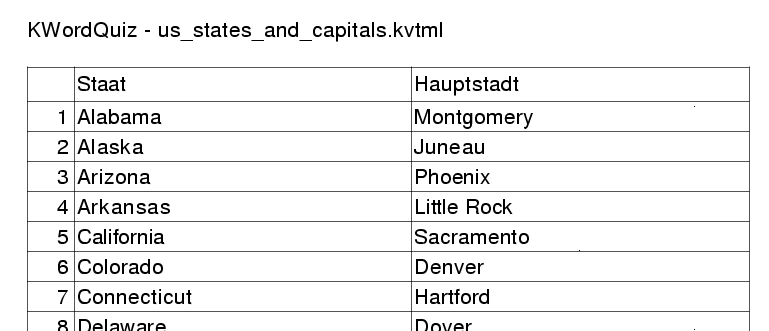 KWordQuiz - us_states_and_capitals.kvtml
Staat Hauptstadt
1 Alabama Montgomery
2 Alaska Juneau
3 Arizona Phoenix
4 Arkansas Little Rock
5 California Sacramento
6 Colorado Denver
7 Connecticut Hartford
8 Delaware Dover